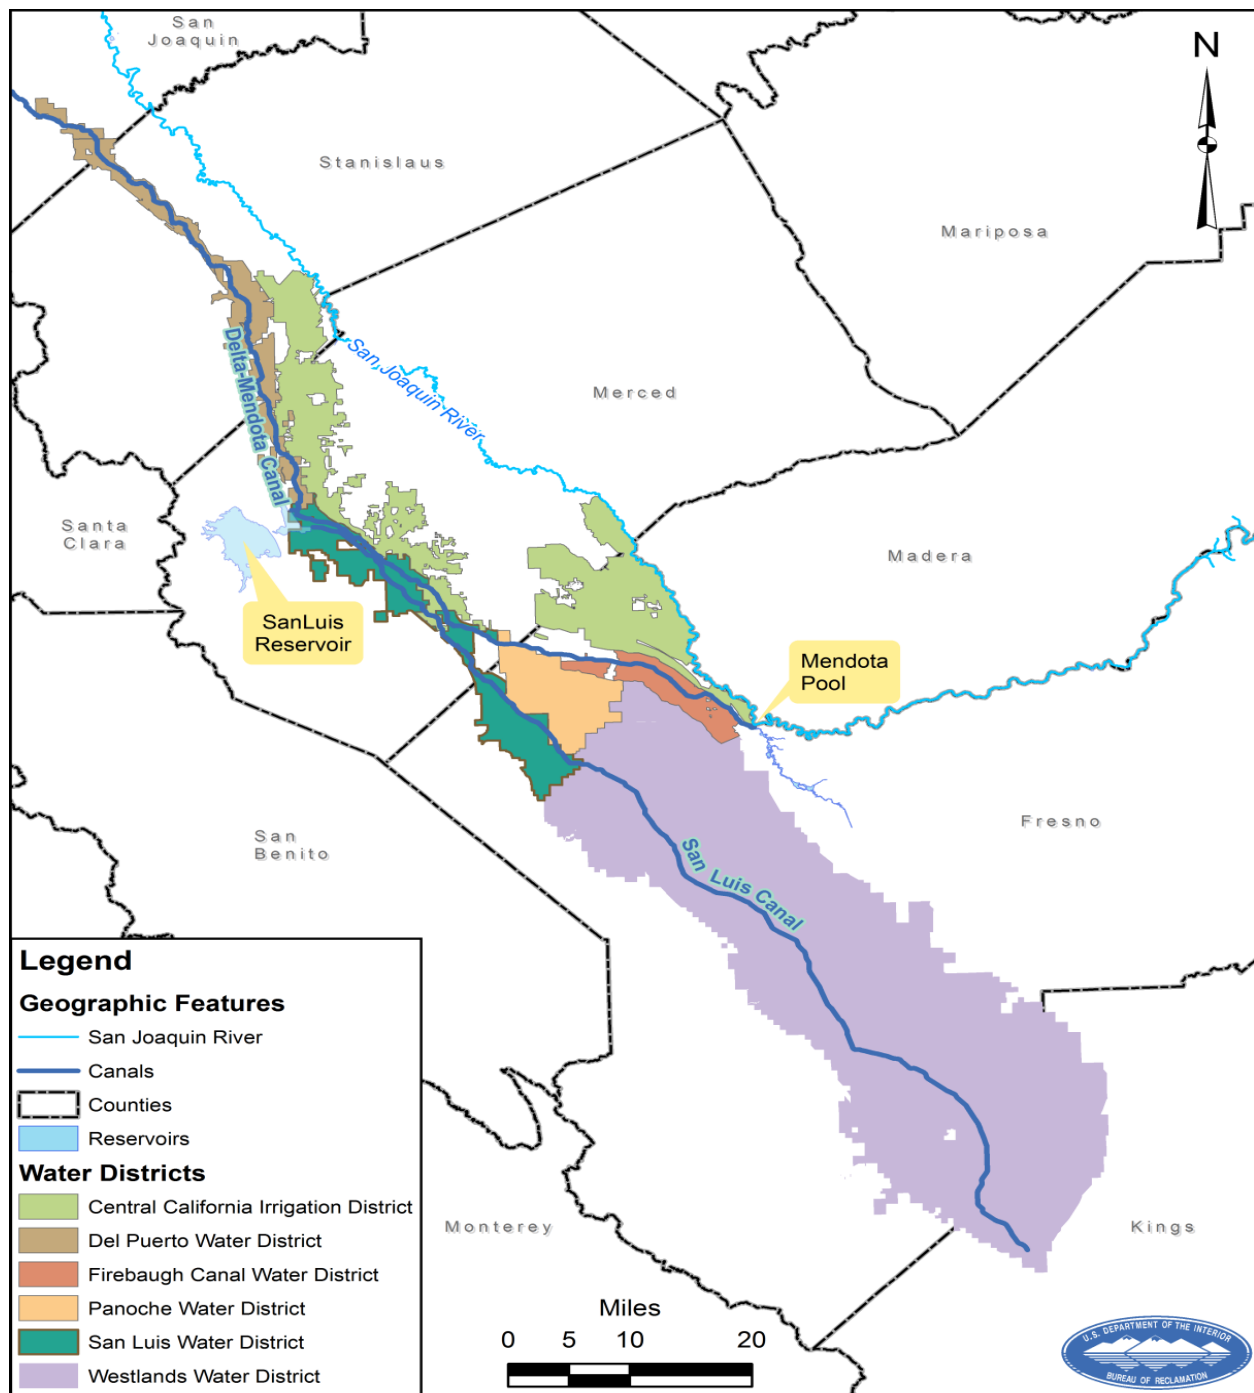 San
Joaquin
N
Stanislaus
Mariposa
Delta-Mendota Canal
San Joaquin River
Merced
Santa
Clara
Madera
SanLuis
Reservoir
Mendota
Pool
San
Benito
Fresno
San Luis Canal
Legend
Geographic Features
San Joaquin River
Canals
Counties
Reservoirs
Water Districts
Central California Irrigation District
Del Puerto Water District
Firebaugh Canal Water District
Panoche Water District
San Luis Water District
Westlands Water District
Monterey
Kings
Miles
0 5 10 20
U.S. DEPARTMENT OF THE INTERIOR
BUREAU OF RECLAMATION